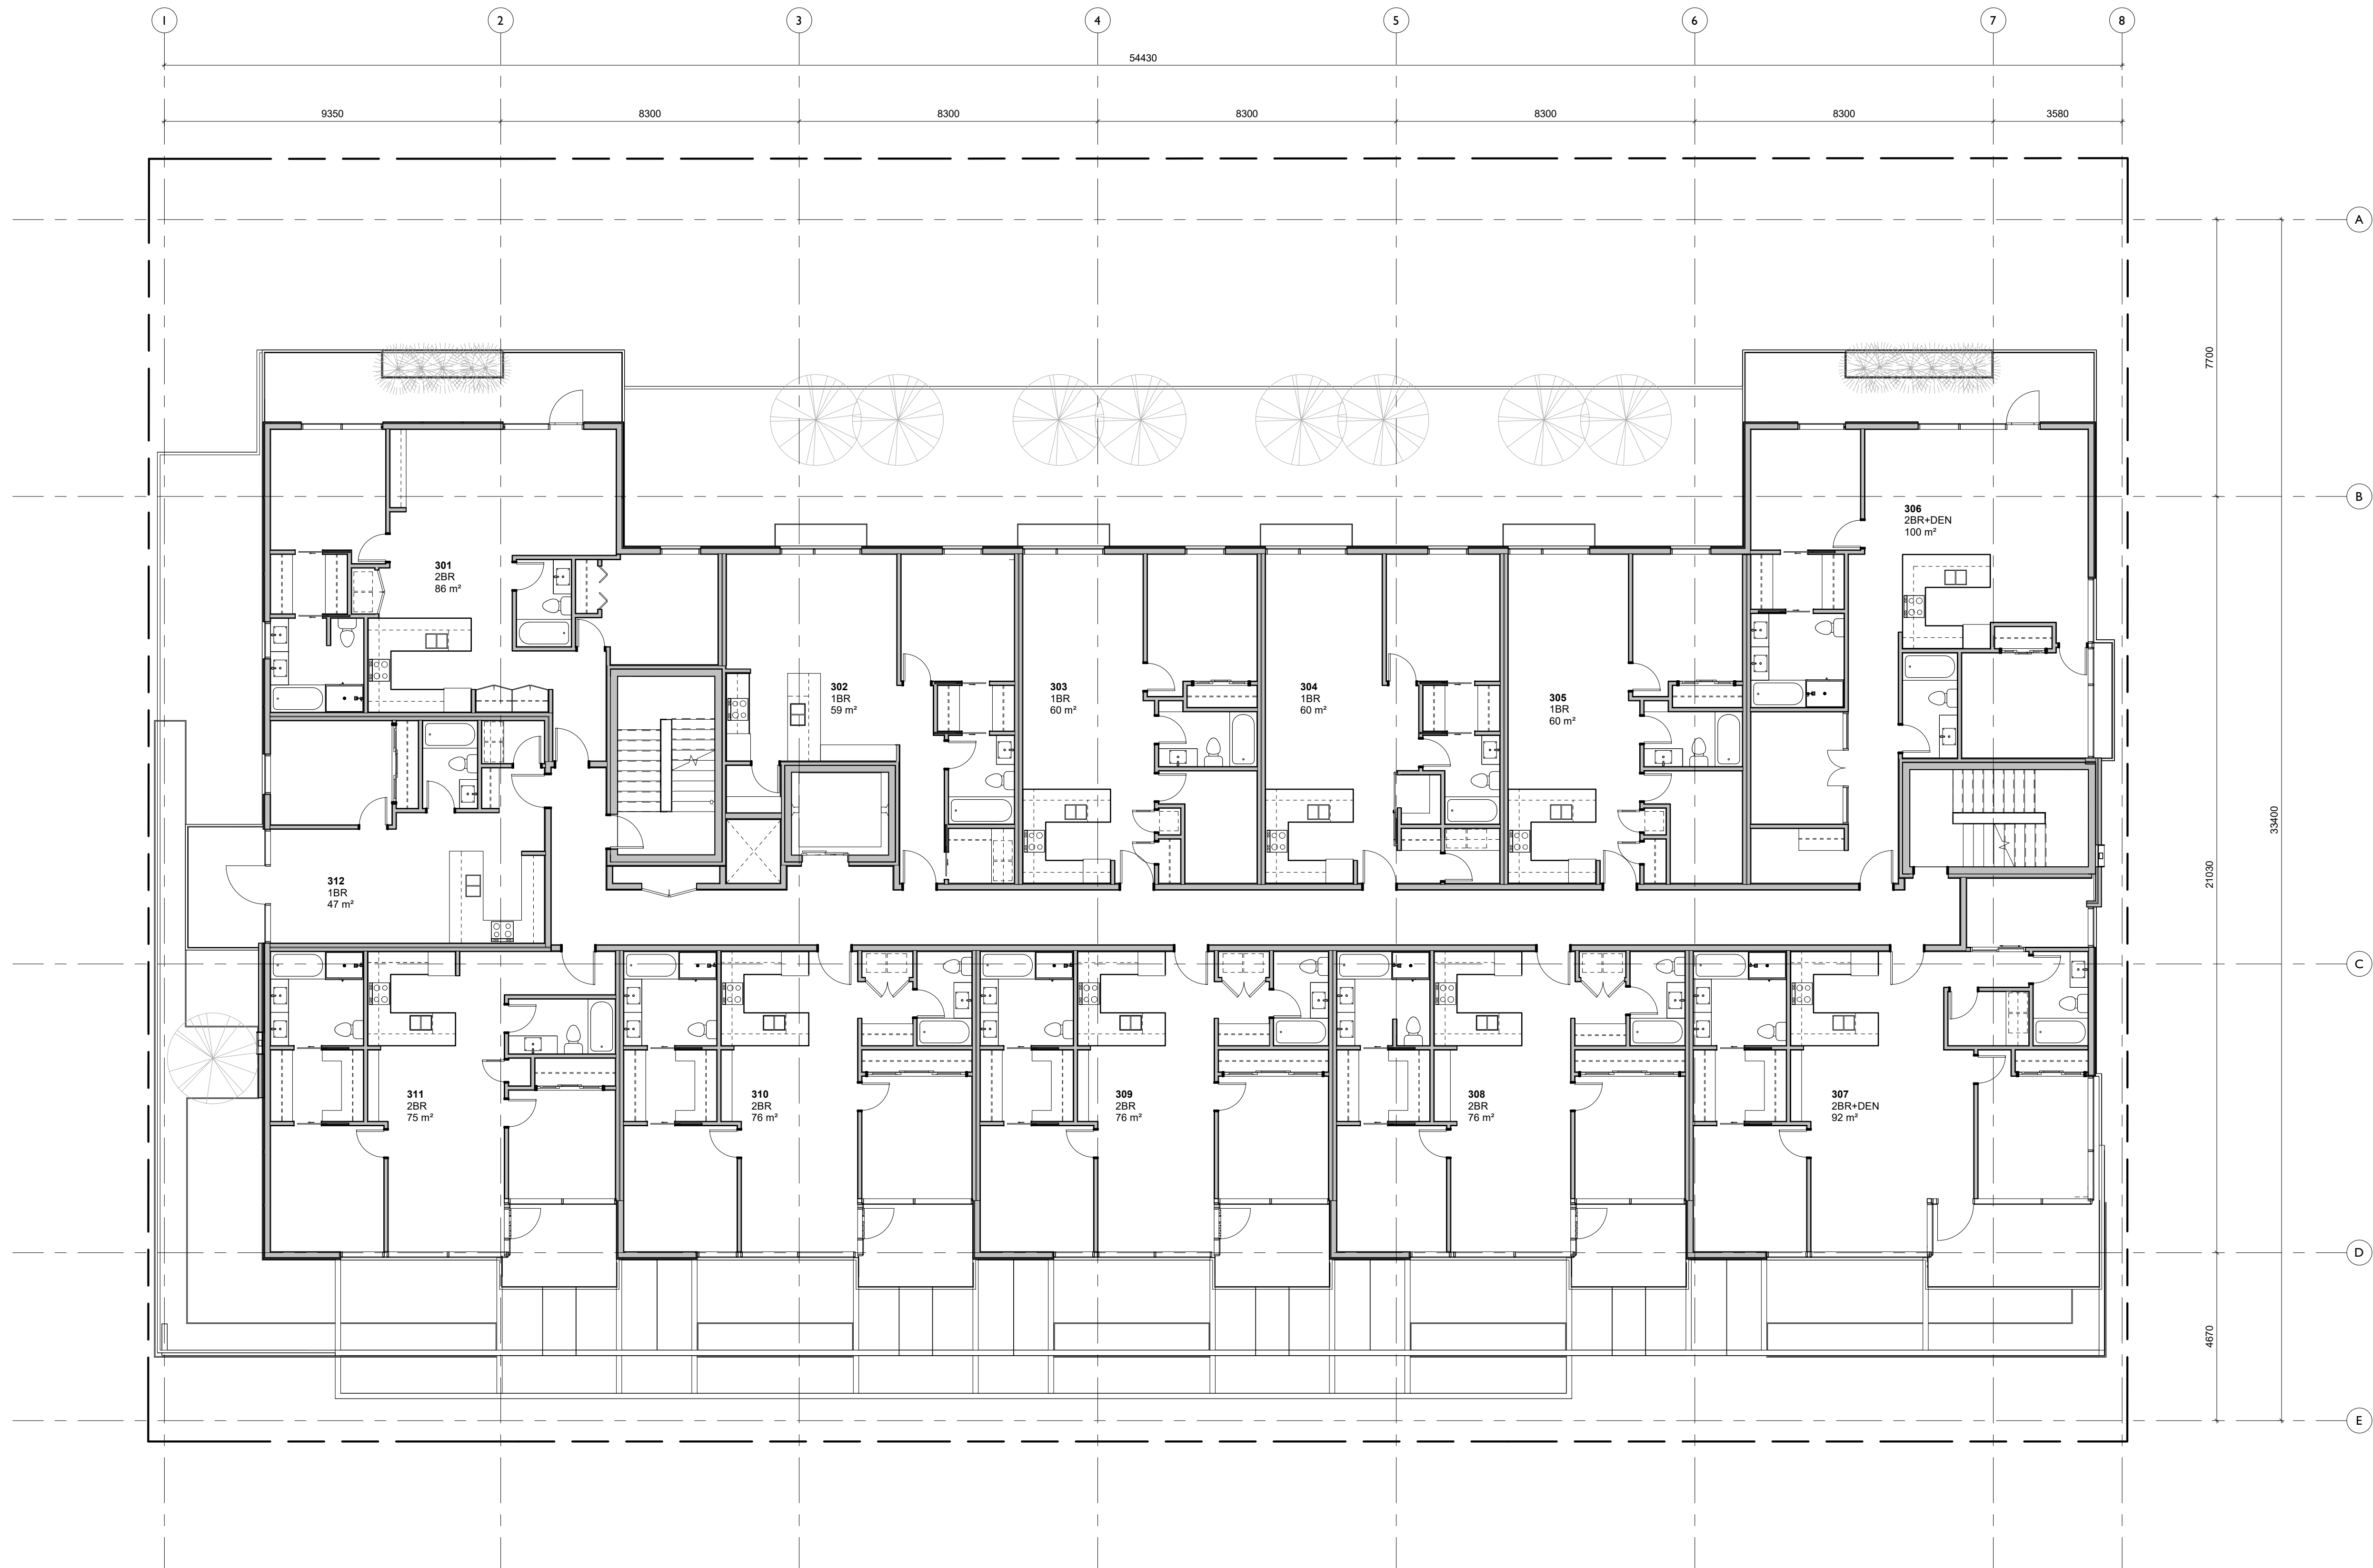 1
2
3
4
5
6
7
8
54430
9350
8300
8300
8300
8300
8300
3580
A
B
C
D
E
7700
21030
4670
33400
301
2BR
86 m²
302
1BR
59 m²
303
1BR
60 m²
304
1BR
60 m²
305
1BR
60 m²
306
2BR+DEN
100 m²
312
1BR
47 m²
311
2BR
75 m²
310
2BR
76 m²
309
2BR
76 m²
308
2BR
76 m²
307
2BR+DEN
92 m²